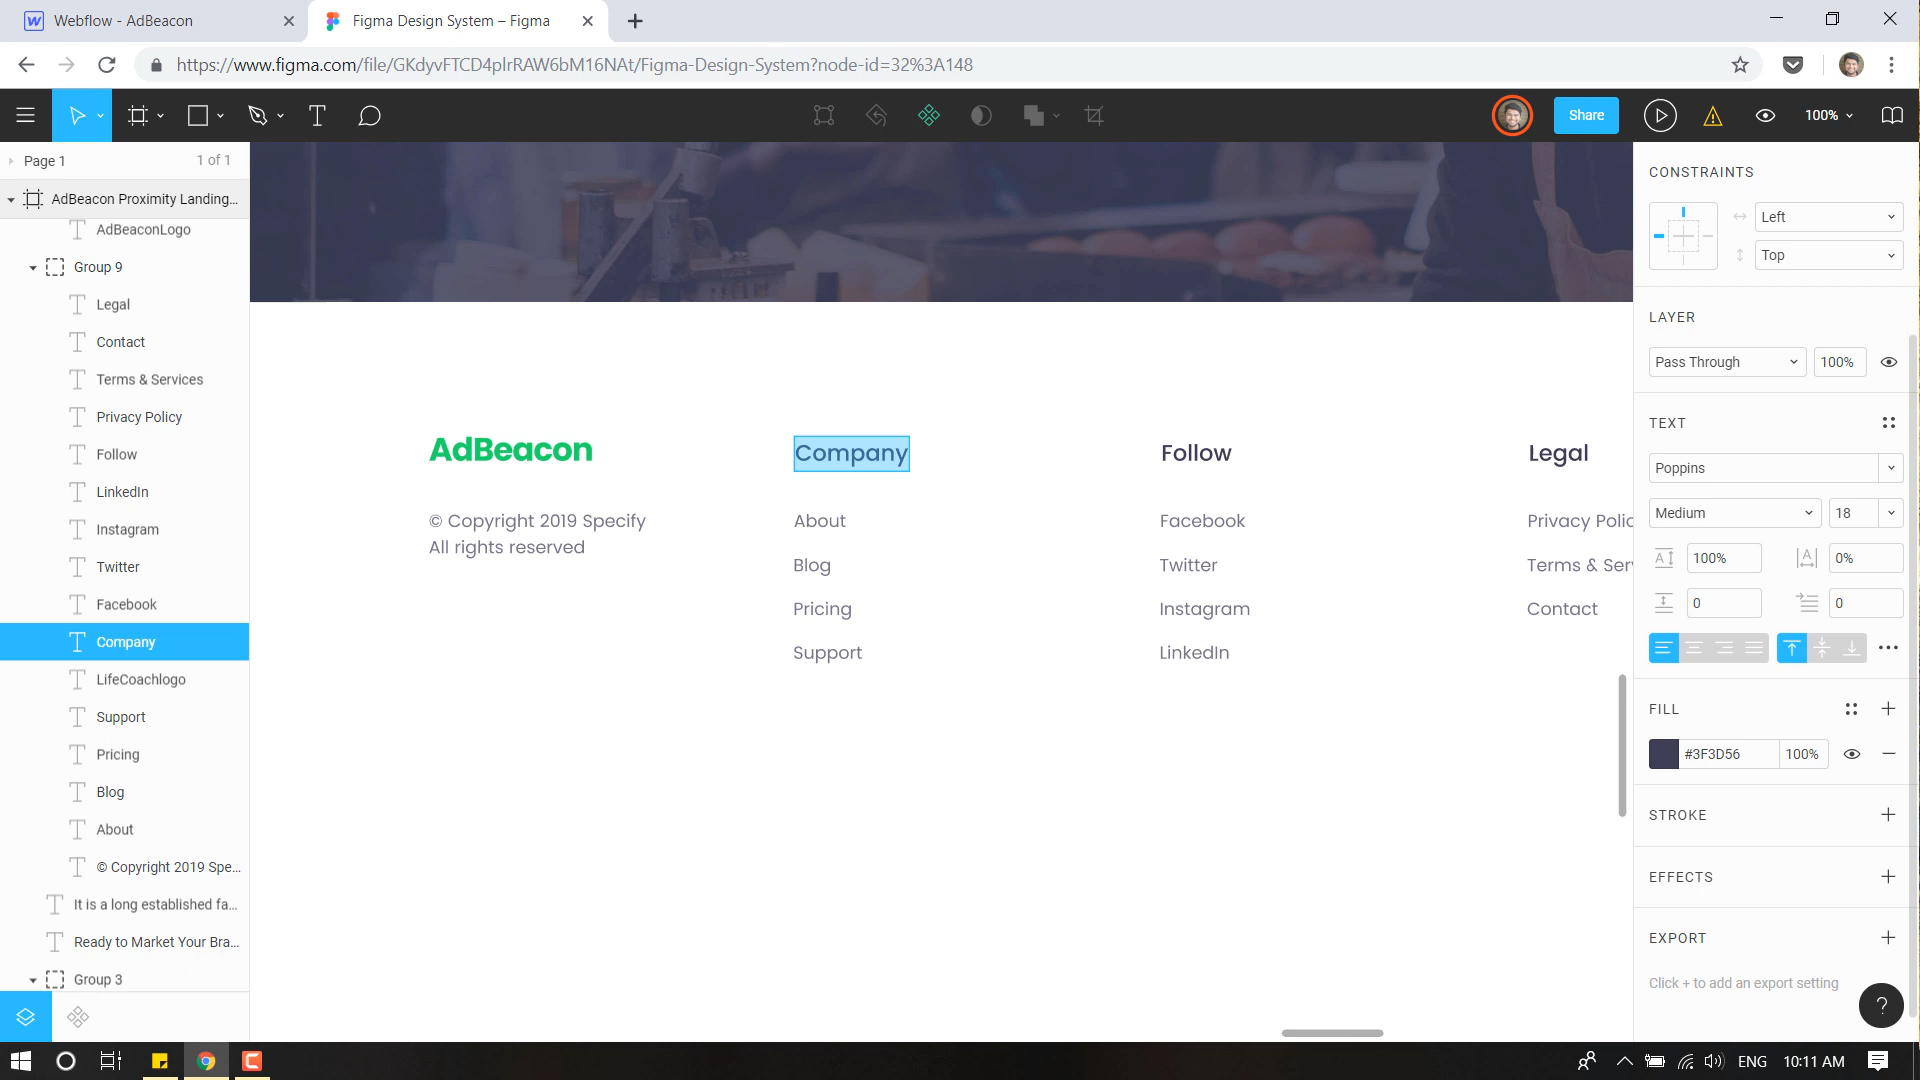 Webflow - AdBeacon
Figma Design System – Figma
https://www.figma.com/file/GKdyvFTCD4plrRAW6bM16NAt/Figma-Design-System?node-id=32%3A148
Share
100%
Page 1
1 of 1
AdBeacon Proximity Landing...
AdBeaconLogo
Group 9
Legal
Contact
Terms & Services
Privacy Policy
Follow
LinkedIn
Instagram
Twitter
Facebook
Company
LifeCoachlogo
Support
Pricing
Blog
About
© Copyright 2019 Spe...
It is a long established fa...
Ready to Market Your Bra...
Group 3
AdBeacon
© Copyright 2019 Specify
All rights reserved
Company
About
Blog
Pricing
Support
Follow
Facebook
Twitter
Instagram
LinkedIn
Legal
Privacy Polic
Terms & Ser
Contact
CONSTRAINTS
Left
Top
LAYER
Pass Through
100%
TEXT
Poppins
Medium
18
100%
0%
0
0
FILL
#3F3D56
100%
STROKE
EFFECTS
EXPORT
Click + to add an export setting
?
ENG
10:11 AM